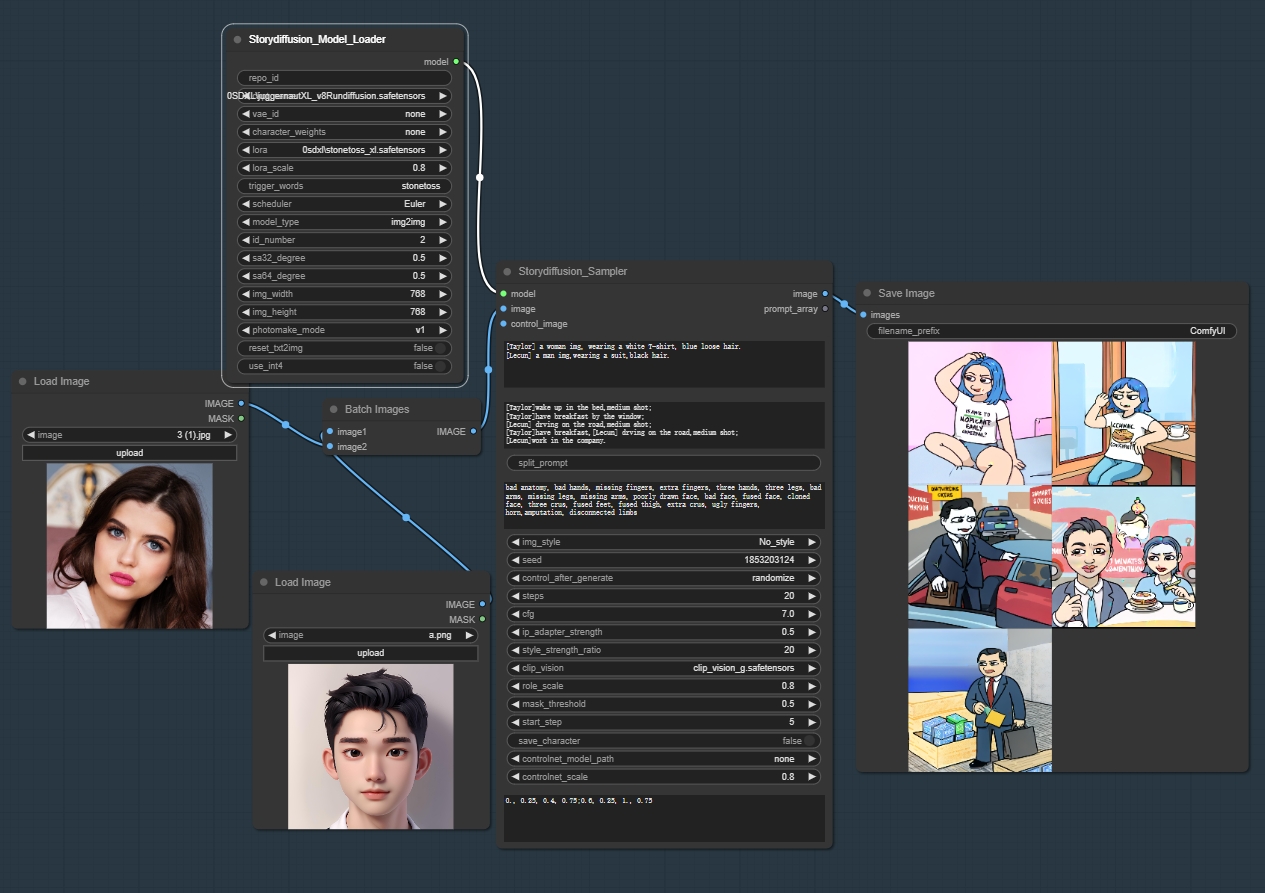 Storydiffusion_Model_Loader
model
repo_id
0SDXL\juggernautXL_v8Rundiffusion.safetensors
vae_id none
character_weights none
lora 0sdxl\stonetoss_xl.safetensors
lora_scale 0.8
trigger_words stonetoss
scheduler Euler
model_type img2img
id_number 2
sa32_degree 0.5
sa64_degree 0.5
img_width 768
img_height 768
photomake_mode v1
reset_txt2img false
use_int4 false
Load Image
IMAGE
MASK
image 3 (1).jpg
upload
Batch Images
image1 IMAGE
image2
Load Image
IMAGE
MASK
image a.png
upload
Storydiffusion_Sampler
model image
image prompt_array
control_image
[Taylor] a woman img, wearing a white T-shirt, blue loose hair.
[Lecun] a man img,wearing a suit,black hair.
[Taylor]wake up in the bed,medium shot;
[Taylor]have breakfast by the window;
[Lecun] drving on the road,medium shot;
[Taylor]have breakfast,[Lecun] drving on the road,medium shot;
[Lecun]work in the company.
split_prompt
bad anatomy, bad hands, missing fingers, extra fingers, three hands, three legs, bad
arms, missing legs, missing arms, poorly drawn face, bad face, fused face, cloned
face, three crus, fused feet, fused thigh, extra crus, ugly fingers,
horn,amputation, disconnected limbs
img_style No_style
seed 1853203124
control_after_generate randomize
steps 20
cfg 7.0
ip_adapter_strength 0.5
style_strength_ratio 20
clip_vision clip_vision_g.safetensors
role_scale 0.8
mask_threshold 0.5
start_step 5
save_character false
controlnet_model_path none
controlnet_scale 0.8
0., 0.25, 0.4, 0.75;0.6, 0.25, 1., 0.75
Save Image
images
filename_prefix ComfyUI